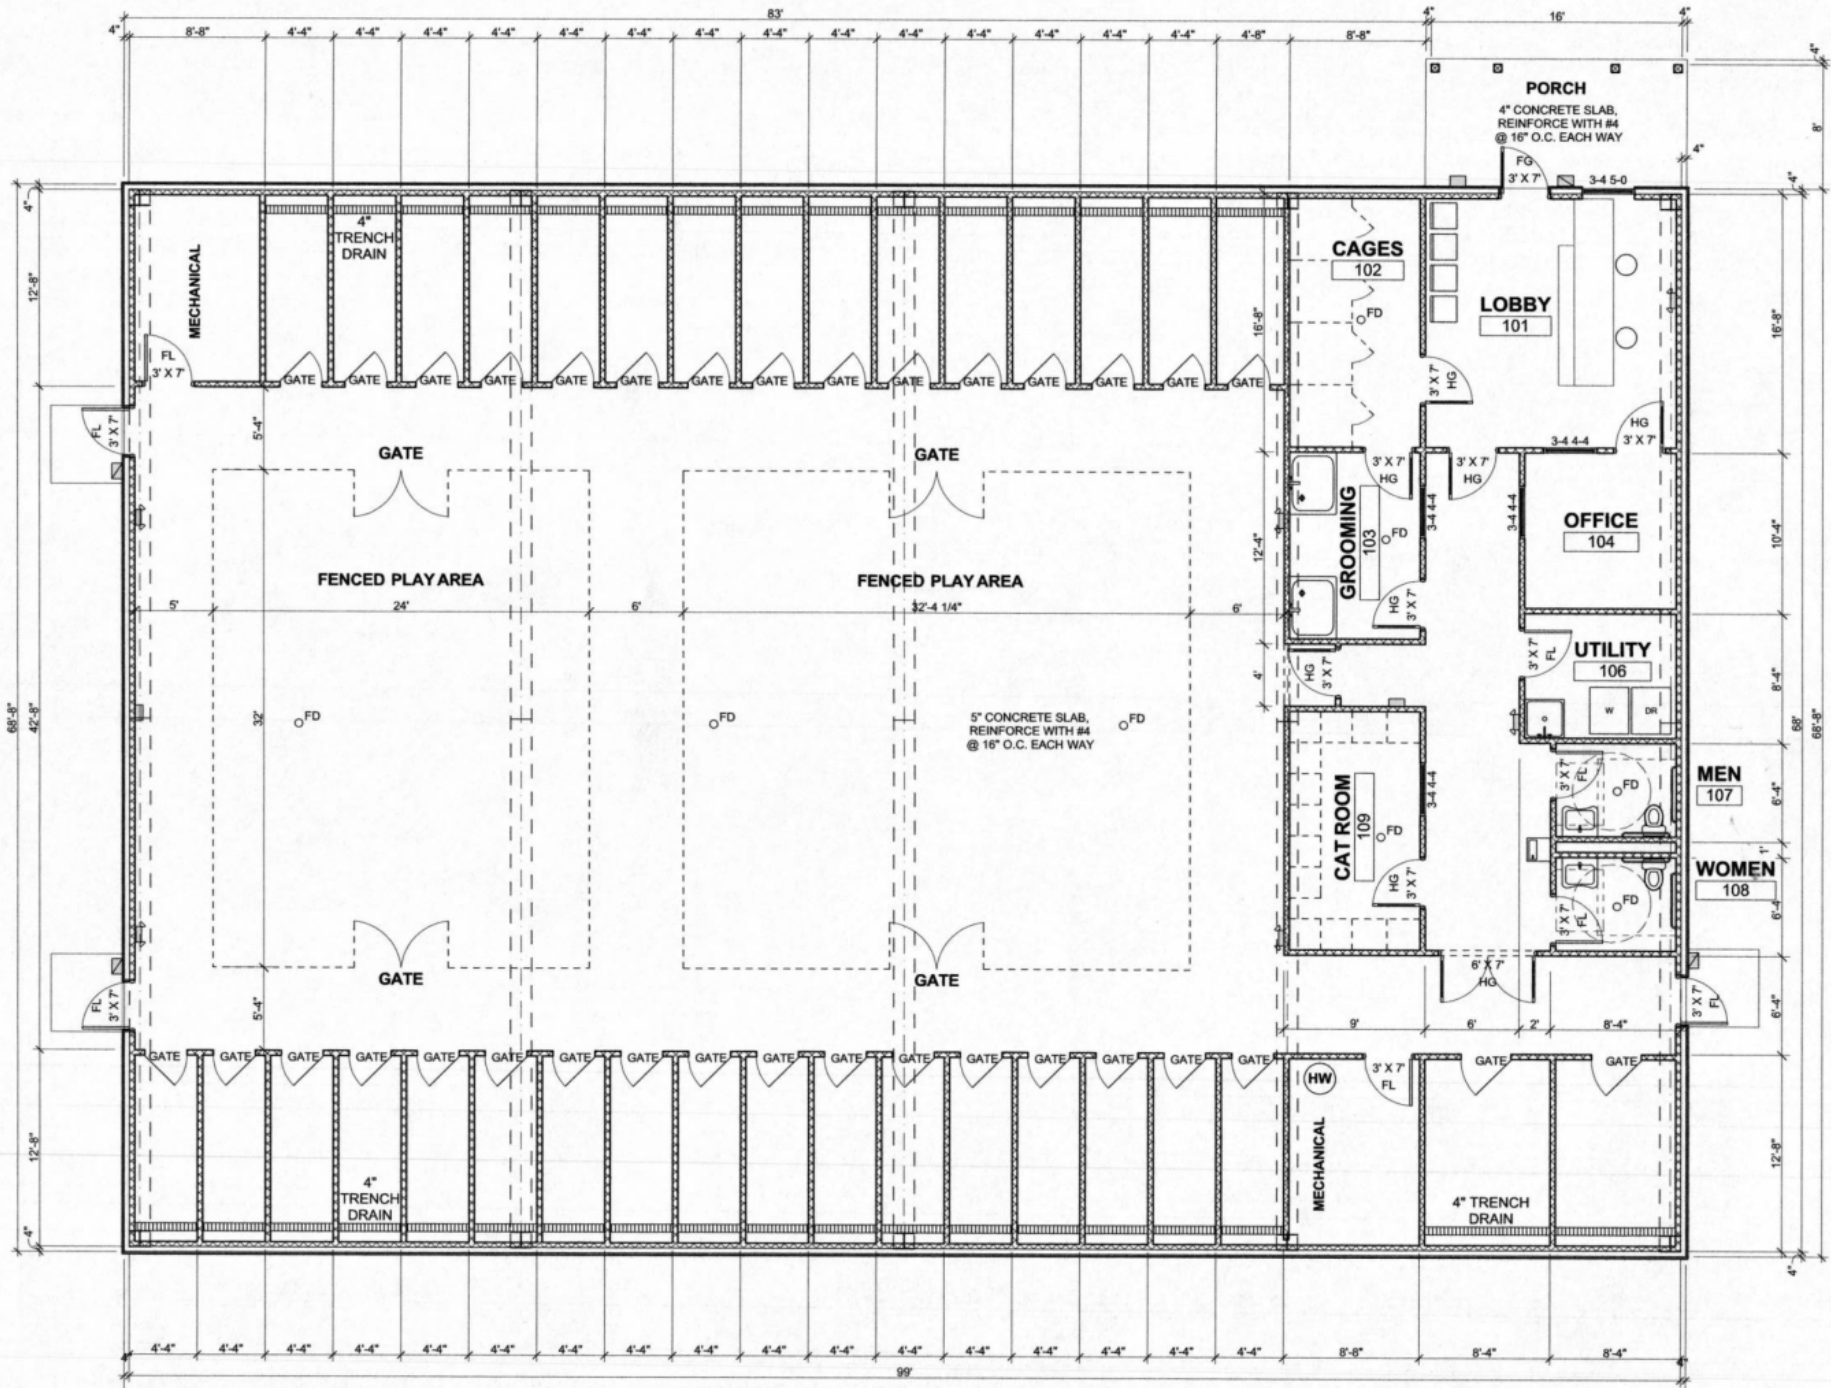 83'
4" 16' 4"
4" 8'-8" 4'-4" 4'-4" 4'-4" 4'-4" 4'-4" 4'-4" 4'-4" 4'-4" 4'-4" 4'-4" 4'-4" 4'-4" 4'-4" 4'-4" 4'-8" 8'-8"
4"
PORCH
4" CONCRETE SLAB,
REINFORCE WITH #4
@ 16" O.C. EACH WAY
8'
4"
FG
3' X 7'
3-4 5-0
4"
4"
4"
TRENCH
DRAIN
MECHANICAL
12'-8"
CAGES
102
LOBBY
101
FD
16'-8"
16'-8"
FL
3' X 7'
GATE GATE GATE GATE GATE GATE GATE GATE GATE GATE GATE GATE GATE GATE GATE
3' X 7'
HG
FL
3' X 7'
5'-4"
GATE
GATE
HG
3' X 7'
3-4 4-4
3' X 7'
HG
3' X 7'
HG
GROOMING
103
FD
3-4 4-4
3-4 4-4
OFFICE
104
10'-4"
12'-4"
FENCED PLAY AREA
FENCED PLAY AREA
5' 24' 6' 32'-4 1/4" 6'
HG
3' X 7'
3' X 7'
FL
UTILITY
106
W
DR
8'-4"
HG
3' X 7'
4'
68'-8"
42'-8"
32'
FD
FD
5" CONCRETE SLAB,
REINFORCE WITH #4
@ 16" O.C. EACH WAY
FD
68'
68'-8"
CAT ROOM
109
FD
3-4 4-4
HG
3' X 7'
3' X 7'
FL
FD
MEN
107
6'-4"
1'
WOMEN
108
6'-4"
FD
3' X 7'
FL
GATE
GATE
6' X 7'
HG
FL
3' X 7'
5'-4"
3' X 7'
FL
6'-4"
9' 6' 2' 8'-4"
GATE GATE GATE GATE GATE GATE GATE GATE GATE GATE GATE GATE GATE GATE GATE GATE GATE
HW
3' X 7'
FL
GATE
GATE
MECHANICAL
12'-8"
12'-8"
4"
TRENCH
DRAIN
4" TRENCH
DRAIN
4"
4"
4'-4" 4'-4" 4'-4" 4'-4" 4'-4" 4'-4" 4'-4" 4'-4" 4'-4" 4'-4" 4'-4" 4'-4" 4'-4" 4'-4" 4'-4" 4'-4" 4'-4" 8'-8" 8'-4" 8'-4"
99'